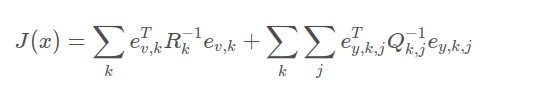 J(x) = ∑_k e_{v,k}^T R_k^{-1} e_{v,k} + ∑_k ∑_j e_{y,k,j}^T Q_{k,j}^{-1} e_{y,k,j}